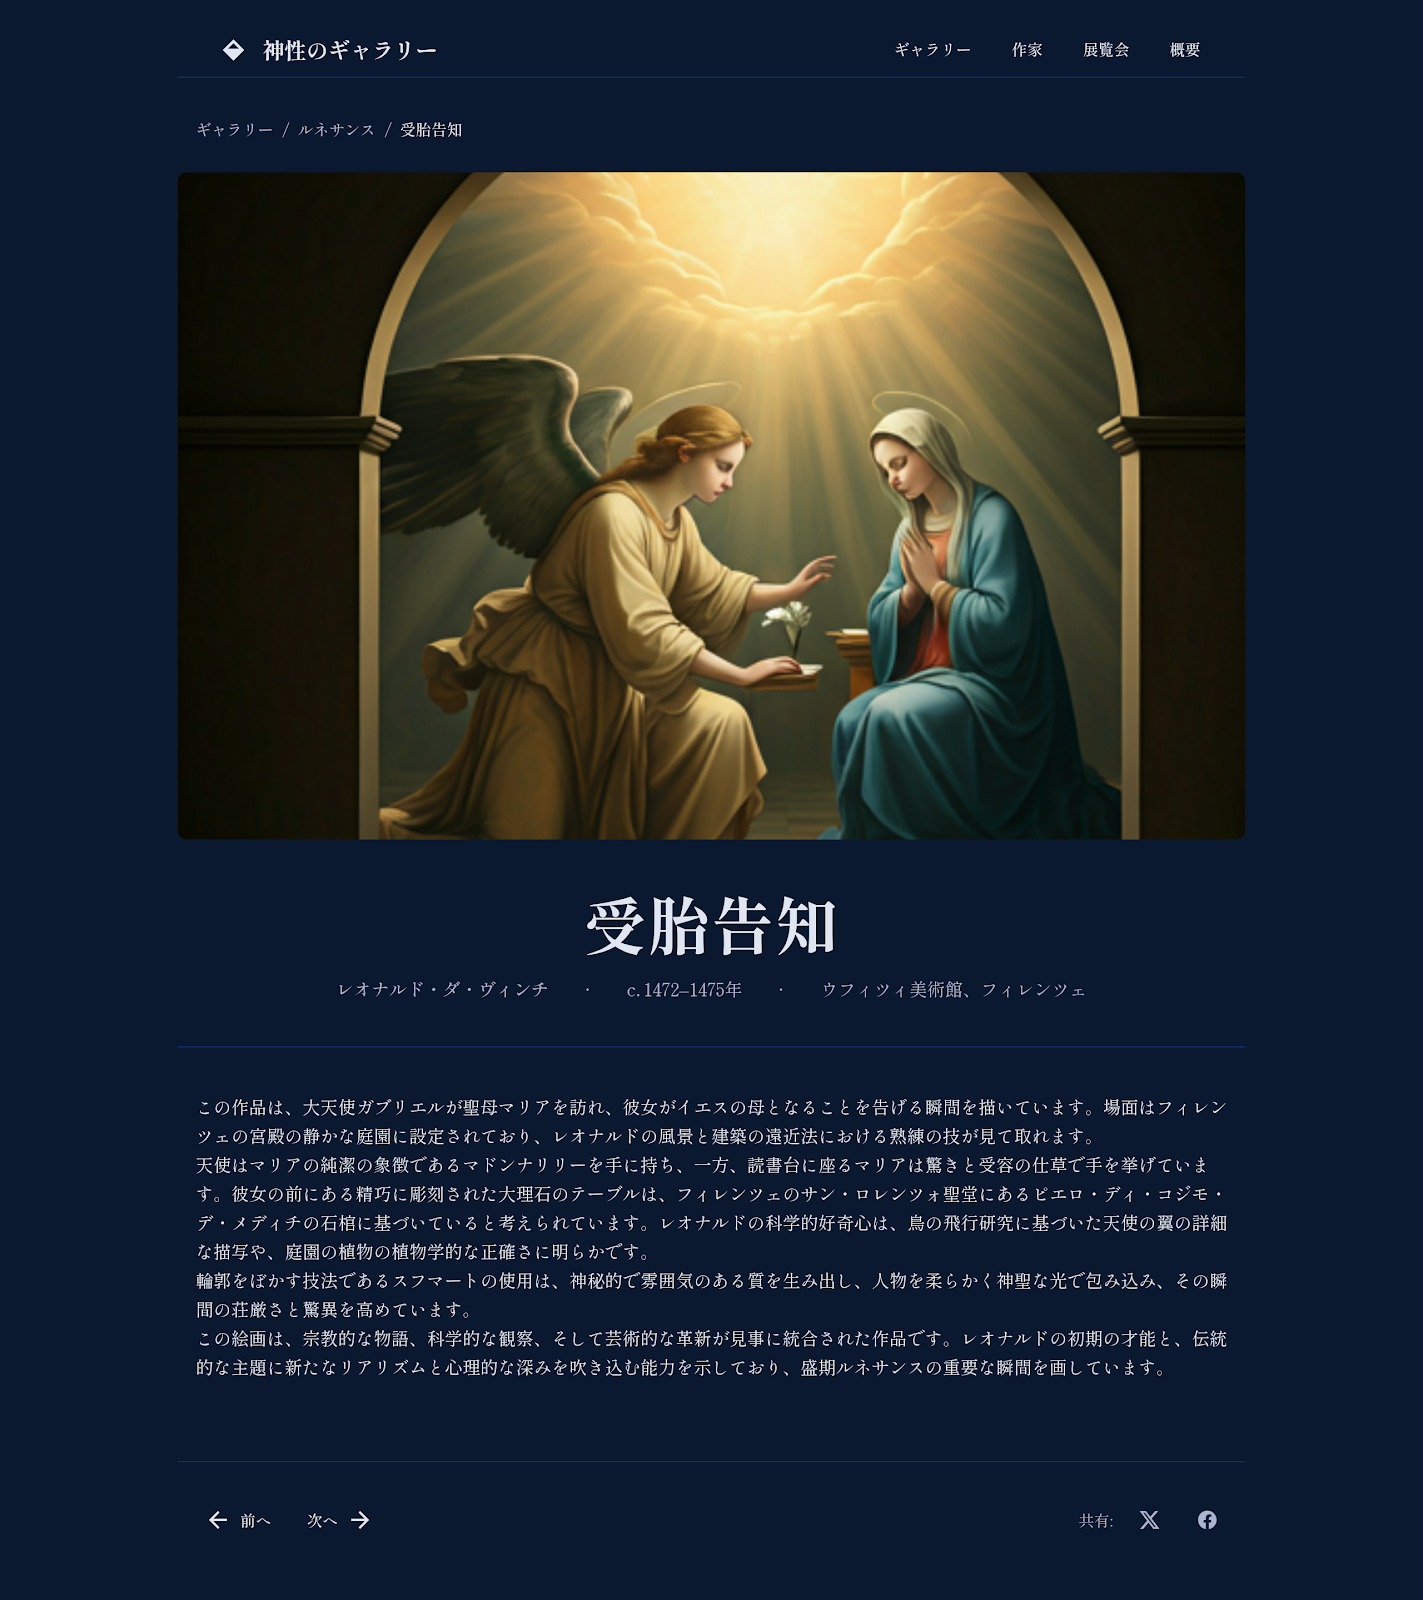 神性のギャラリー
ギャラリー 作家 展覧会 概要
ギャラリー / ルネサンス / 受胎告知
受胎告知
レオナルド・ダ・ヴィンチ · c. 1472–1475年 · ウフィツィ美術館、フィレンツェ
この作品は、大天使ガブリエルが聖母マリアを訪れ、彼女がイエスの母となることを告げる瞬間を描いています。場面はフィレン
ツェの宮殿の静かな庭園に設定されており、レオナルドの風景と建築の遠近法における熟練の技が見て取れます。
天使はマリアの純潔の象徴であるマドンナリリーを手に持ち、一方、読書台に座るマリアは驚きと受容の仕草で手を挙げていま
す。彼女の前にある精巧に彫刻された大理石のテーブルは、フィレンツェのサン・ロレンツォ聖堂にあるピエロ・ディ・コジモ・
デ・メディチの石棺に基づいていると考えられています。レオナルドの科学的好奇心は、鳥の飛行研究に基づいた天使の翼の詳細
な描写や、庭園の植物の植物学的な正確さに明らかです。
輪郭をぼかす技法であるスフマートの使用は、神秘的で雰囲気のある質を生み出し、人物を柔らかく神聖な光で包み込み、その瞬
間の荘厳さと驚異を高めています。
この絵画は、宗教的な物語、科学的な観察、そして芸術的な革新が見事に統合された作品です。レオナルドの初期の才能と、伝統
的な主題に新たなリアリズムと心理的な深みを吹き込む能力を示しており、盛期ルネサンスの重要な瞬間を画しています。
前へ 次へ 共有: